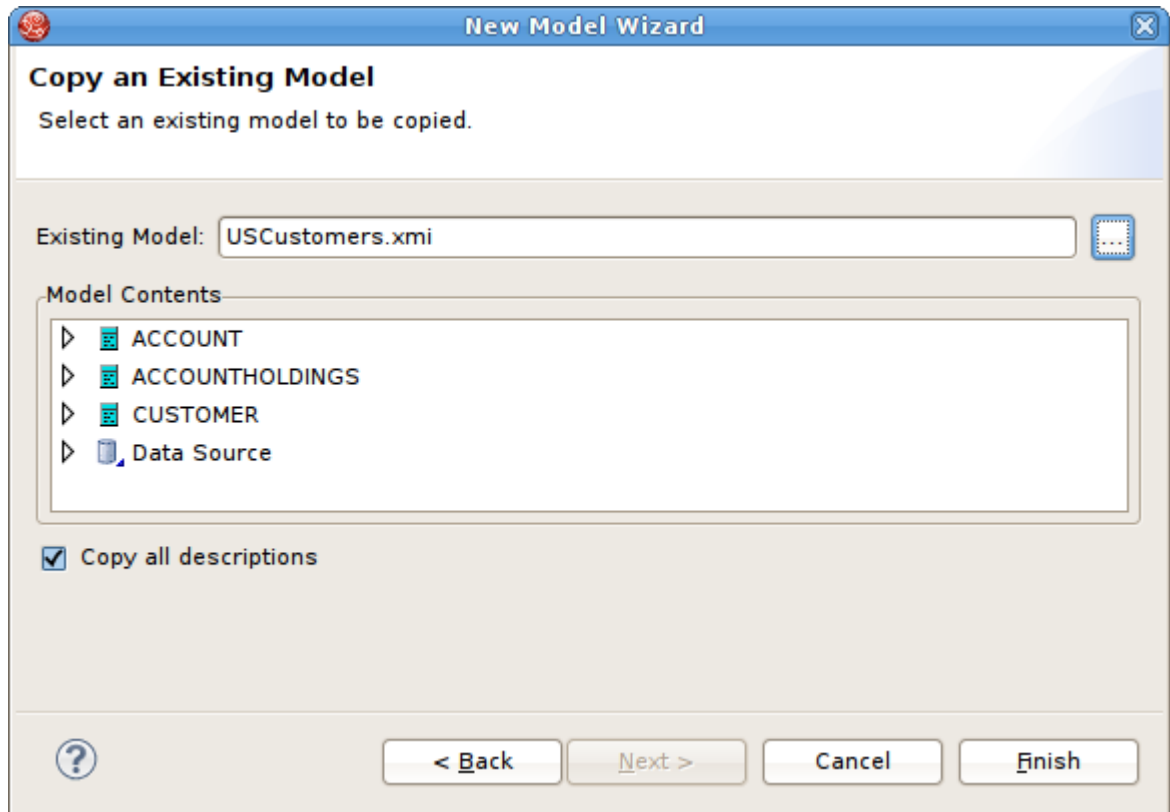 New Model Wizard
Copy an Existing Model
Select an existing model to be copied.
Existing Model: USCustomers.xmi ...
Model Contents
ACCOUNT
ACCOUNTHOLDINGS
CUSTOMER
Data Source
Copy all descriptions
? < Back Next > Cancel Finish